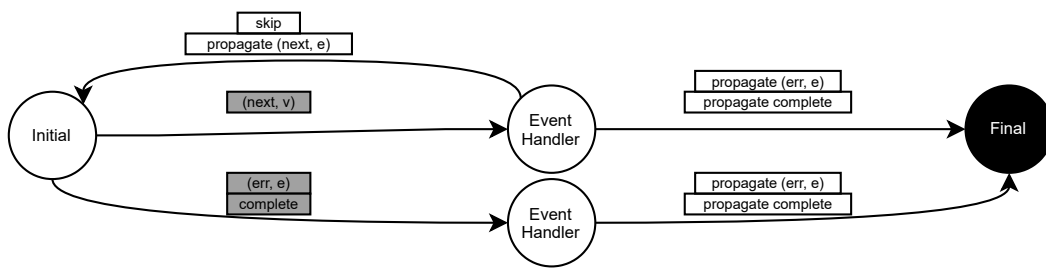 skip
propagate (next, e)
propagate (err, e)
propagate complete
(next, v)
Initial
Event
Handler
Final
(err, e)
complete
propagate (err, e)
propagate complete
Event
Handler